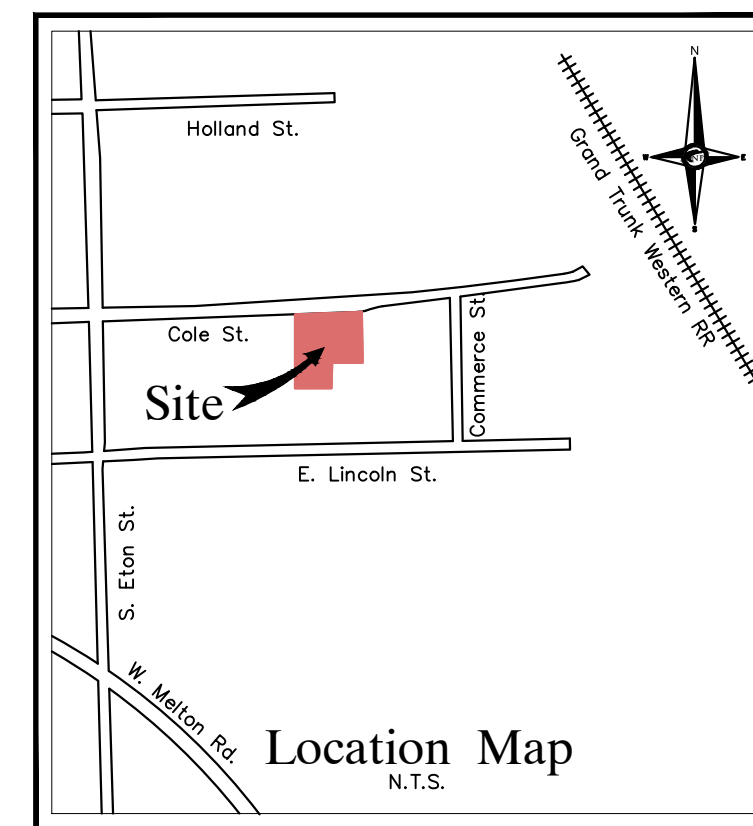 N
W
E
S
Holland St.
Grand Trunk Western RR
Cole St.
Commerce St.
Site
E. Lincoln St.
S. Eton St.
W. Melton Rd.
Location Map
N.T.S.